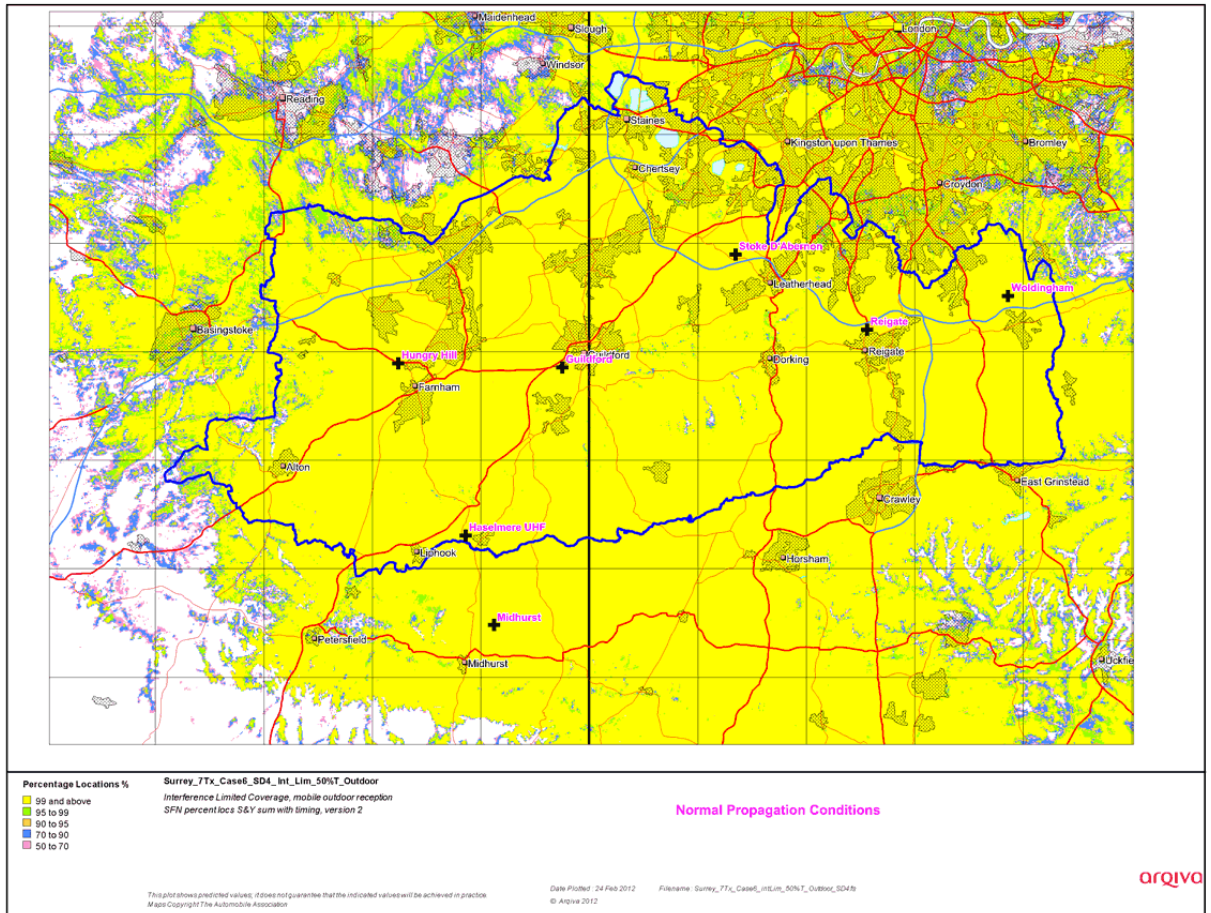 Maidenhead
Slough
London
Windsor
Reading
Staines
Kingston upon Thames
Bromley
Chertsey
Croydon
Stoke D'Abernon
Leatherhead
Woldingham
Basingstoke
Reigate
Reigate
Hungry Hill
Guildford
Guildford
Dorking
Farnham
Alton
East Grinstead
Crawley
Haselmere UHF
Liphook
Horsham
Midhurst
Petersfield
Midhurst
Uckfie
Percentage Locations %
99 and above
95 to 99
90 to 95
70 to 90
50 to 70
Surrey_7Tx_Case6_SD4_Int_Lim_50%T_Outdoor
Interference Limited Coverage, mobile outdoor reception
SFN percent locs S&Y sum with timing, version 2
Normal Propagation Conditions
This plot shows predicted values; it does not guarantee that the indicated values will be achieved in practice.
Maps Copyright The Automobile Association
Date Plotted : 24 Feb 2012
Filename : Surrey_7Tx_Case6_intLim_50%T_Outdoor_SD4.fs
© Arqiva 2012
arqiva